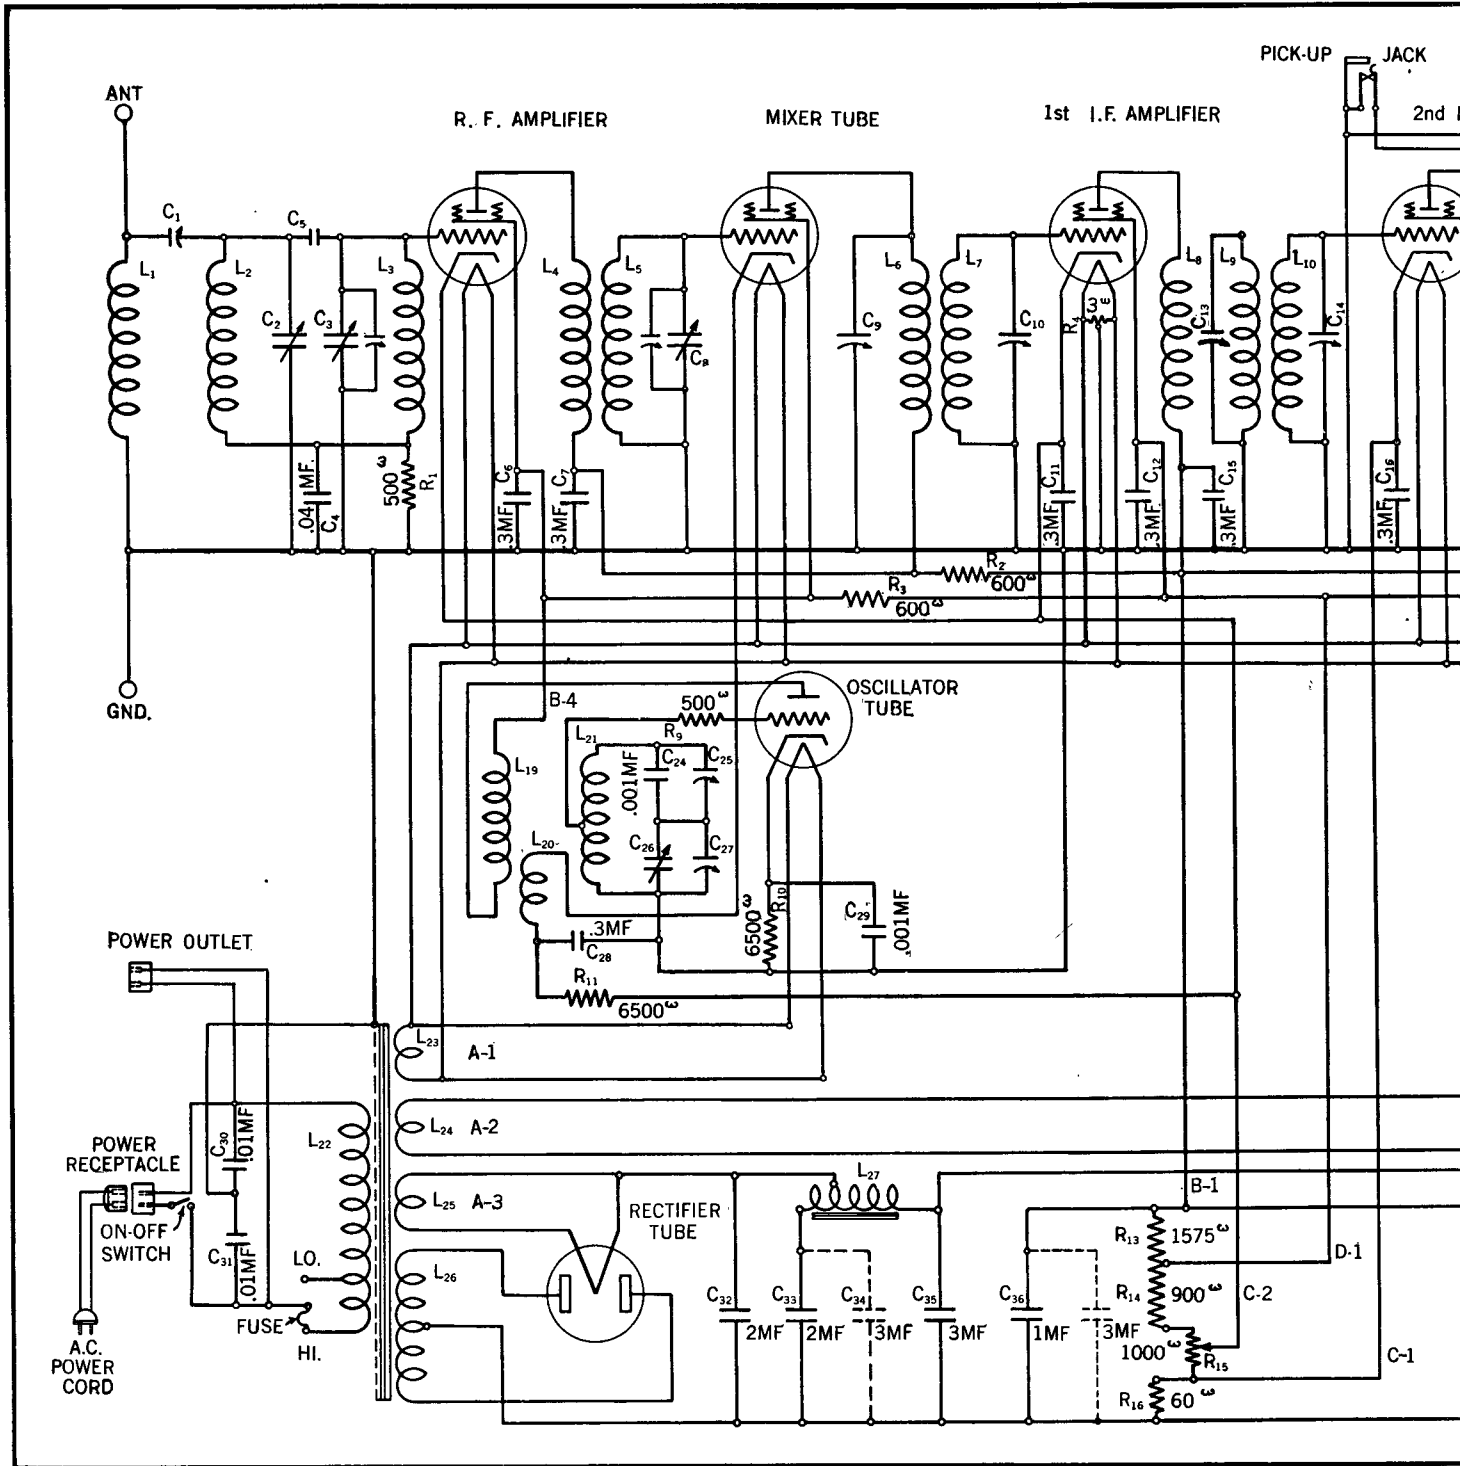 PICK-UP JACK
ANT
R. F. AMPLIFIER
MIXER TUBE
1st I.F. AMPLIFIER
2nd
C1
C5
L1
L2
L3
L4
L5
L6
L7
L8
L9
L10
C2
C3
C8
C9
C10
R4
3ω
C13
C14
.04 MF.
C4
500ω
R1
C6
.3MF
C7
.3MF.
C11
.3MF
C12
.3MF.
C15
.3MF
C16
.3MF
R2
600ω
R3
600ω
GND.
B-4
500ω
R9
OSCILLATOR
TUBE
L21
C24
C25
.001MF
L19
L20
C26
C27
R10
6500ω
C29
.001MF
.3MF
C28
R11
6500ω
POWER OUTLET
L23
A-1
L24 A-2
L22
C30
.01MF
POWER
RECEPTACLE
ON-OFF
SWITCH
C31
.01MF
LO.
FUSE
HI.
A.C.
POWER
CORD
L25 A-3
RECTIFIER
TUBE
L26
L27
B-1
R13 1575ω
D-1
R14 900ω
C-2
C32
2MF
C33
2MF
C34
3MF
C35
3MF
C36
1MF
3MF
1000ω
R15
C-1
R16 60ω